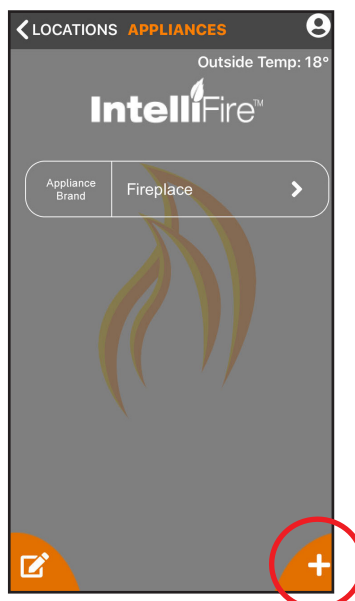 LOCATIONS APPLIANCES
Outside Temp: 18°
IntelliFire™
Appliance
Brand
Fireplace